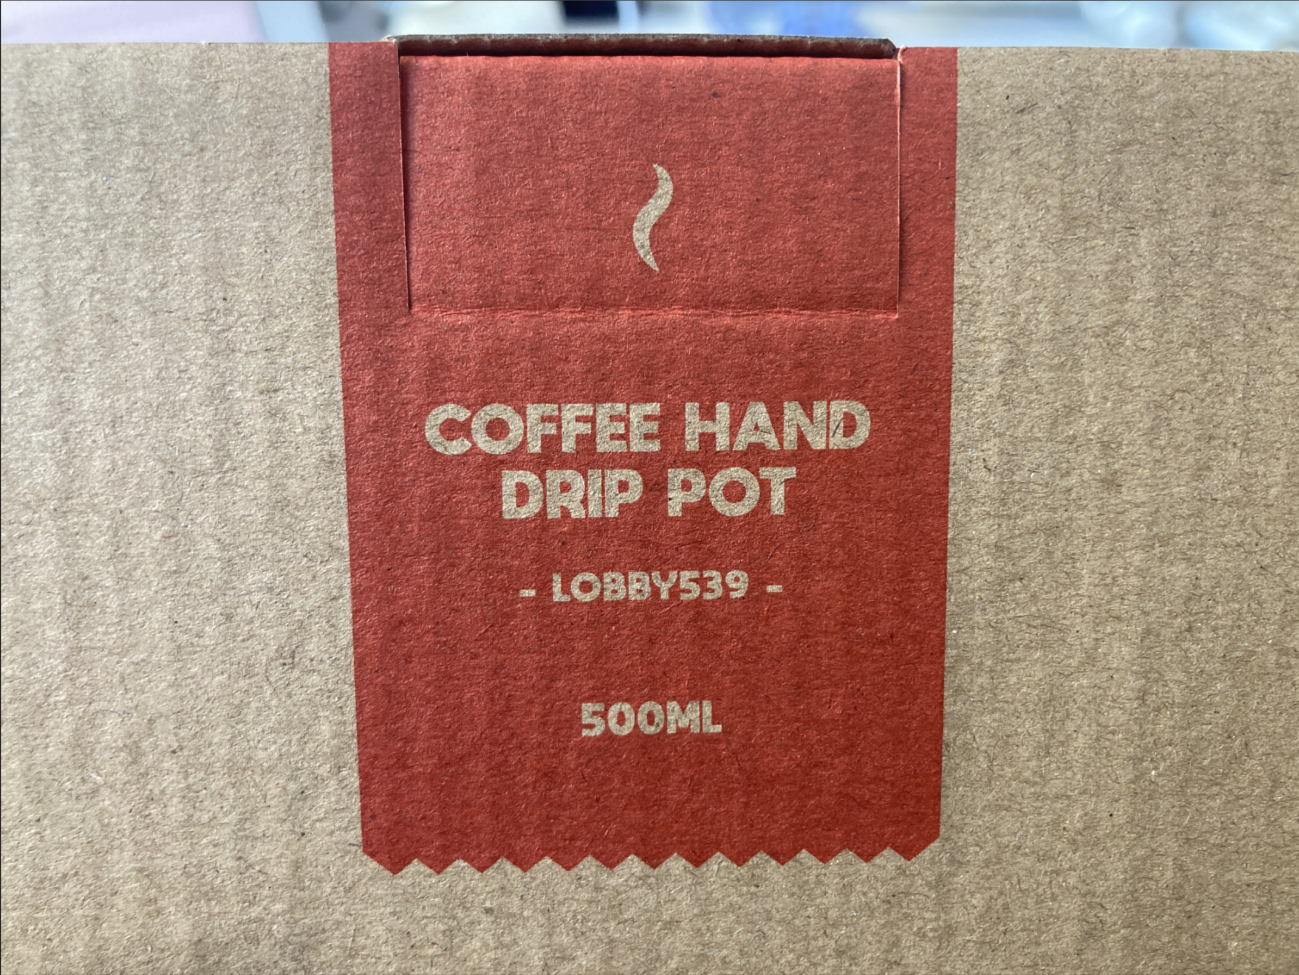 COFFEE HAND
DRIP POT
- LOBBY539 -
500ML